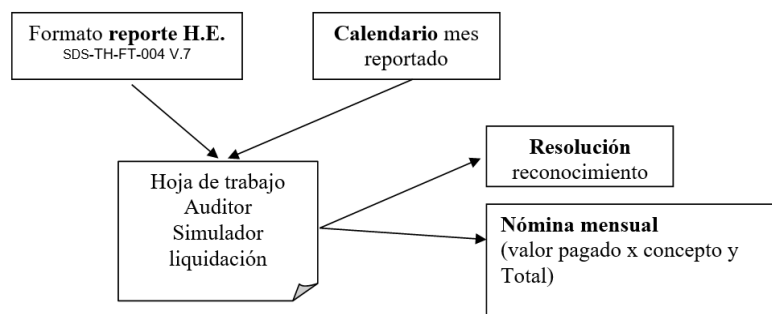 Formato reporte H.E.
SDS-TH-FT-004 V.7
Calendario mes
reportado
Hoja de trabajo
Auditor
Simulador
liquidación
Resolución
reconocimiento
Nómina mensual
(valor pagado x concepto y
Total)